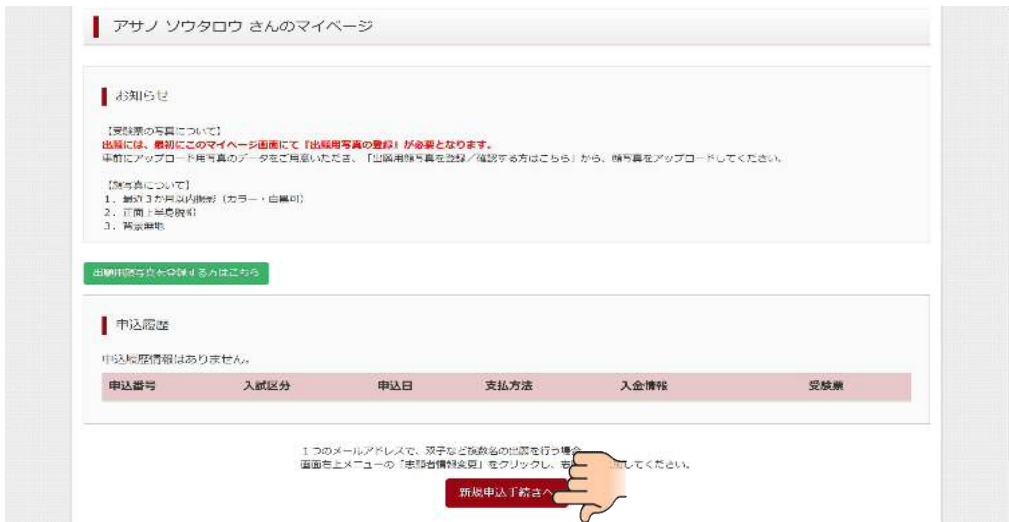 アサノ ソウタロウ さんのマイページ
お知らせ
【受験票の写真について】
出願には、最初にこのマイページ画面にて『出願用写真の登録』が必要となります。
事前にアップロード用写真のデータをご用意いただき、「出願用顔写真を登録／確認する方はこちら」から、顔写真をアップロードしてください。
【顔写真について】
1．最近３か月以内撮影（カラー・白黒可）
2．正面上半身脱帽
3．背景無地
出願用顔写真を登録する方はこちら
申込履歴
申込履歴情報はありません。
申込番号 入試区分 申込日 支払方法 入金情報 受験票
１つのメールアドレスで、双子など複数名の出願を行う場合
画面右上メニューの「志願者情報変更」をクリックし、志 してください。
新規申込手続きへ